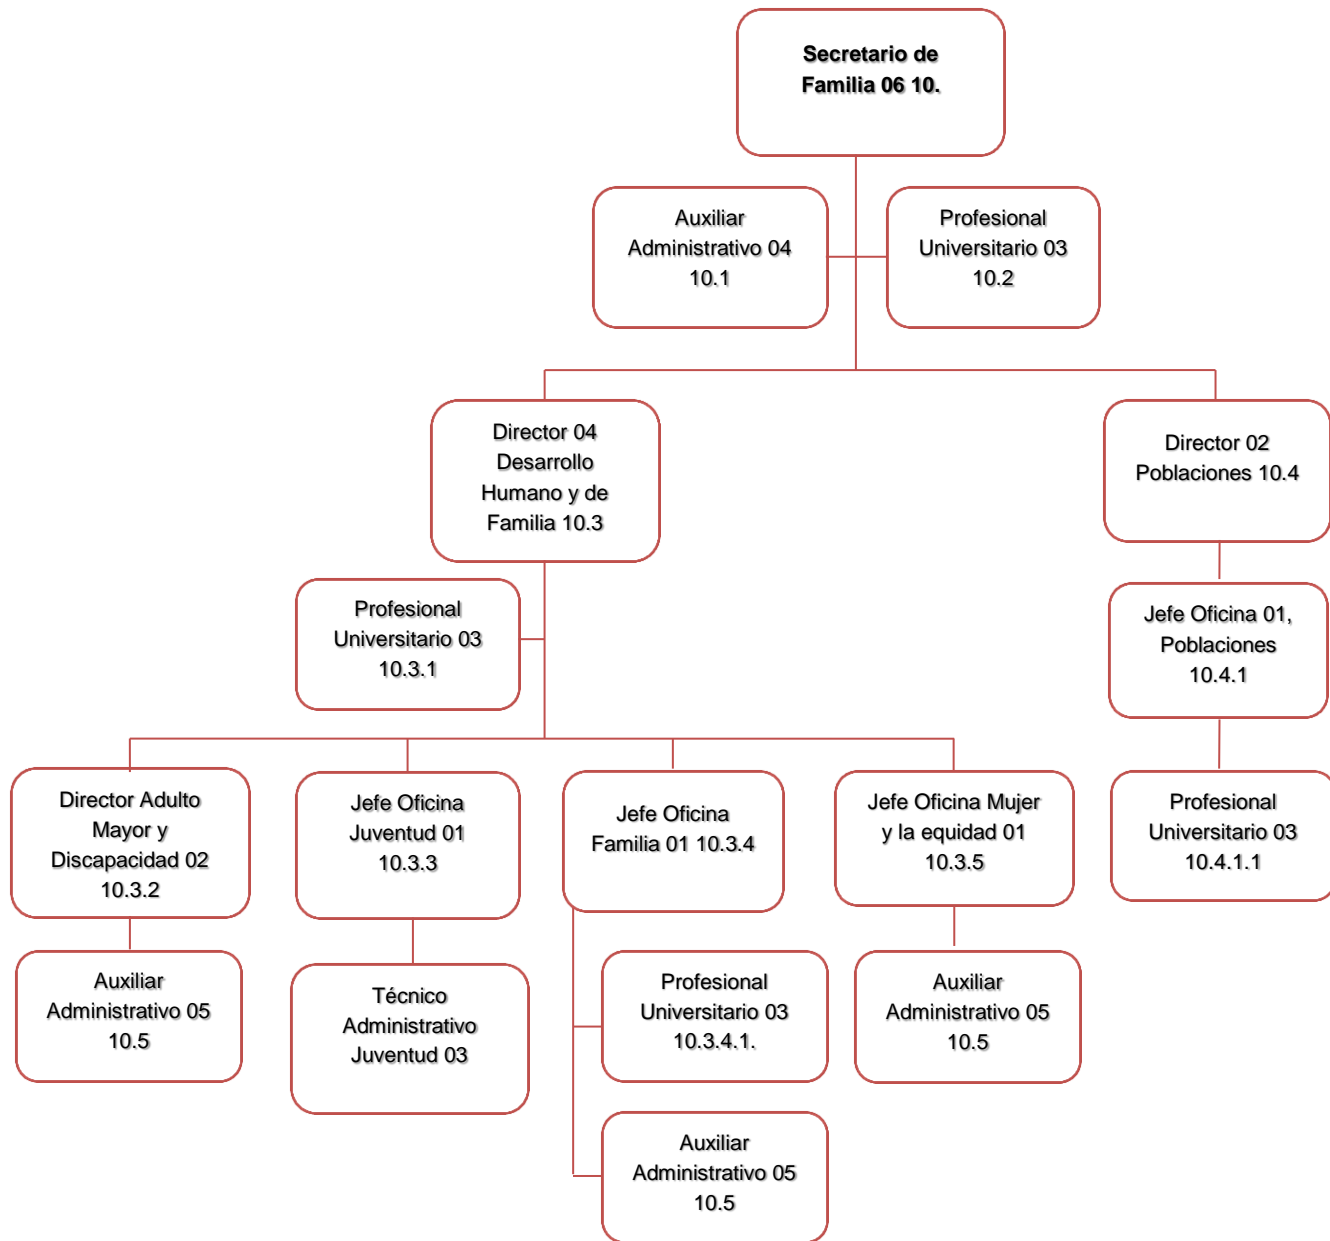 Secretario de
Familia 06 10.
Auxiliar
Administrativo 04
10.1
Profesional
Universitario 03
10.2
Director 04
Desarrollo
Humano y de
Familia 10.3
Director 02
Poblaciones 10.4
Profesional
Universitario 03
10.3.1
Jefe Oficina 01,
Poblaciones
10.4.1
Director Adulto
Mayor y
Discapacidad 02
10.3.2
Jefe Oficina
Juventud 01
10.3.3
Jefe Oficina
Familia 01 10.3.4
Jefe Oficina Mujer
y la equidad 01
10.3.5
Profesional
Universitario 03
10.4.1.1
Auxiliar
Administrativo 05
10.5
Técnico
Administrativo
Juventud 03
Profesional
Universitario 03
10.3.4.1.
Auxiliar
Administrativo 05
10.5
Auxiliar
Administrativo 05
10.5